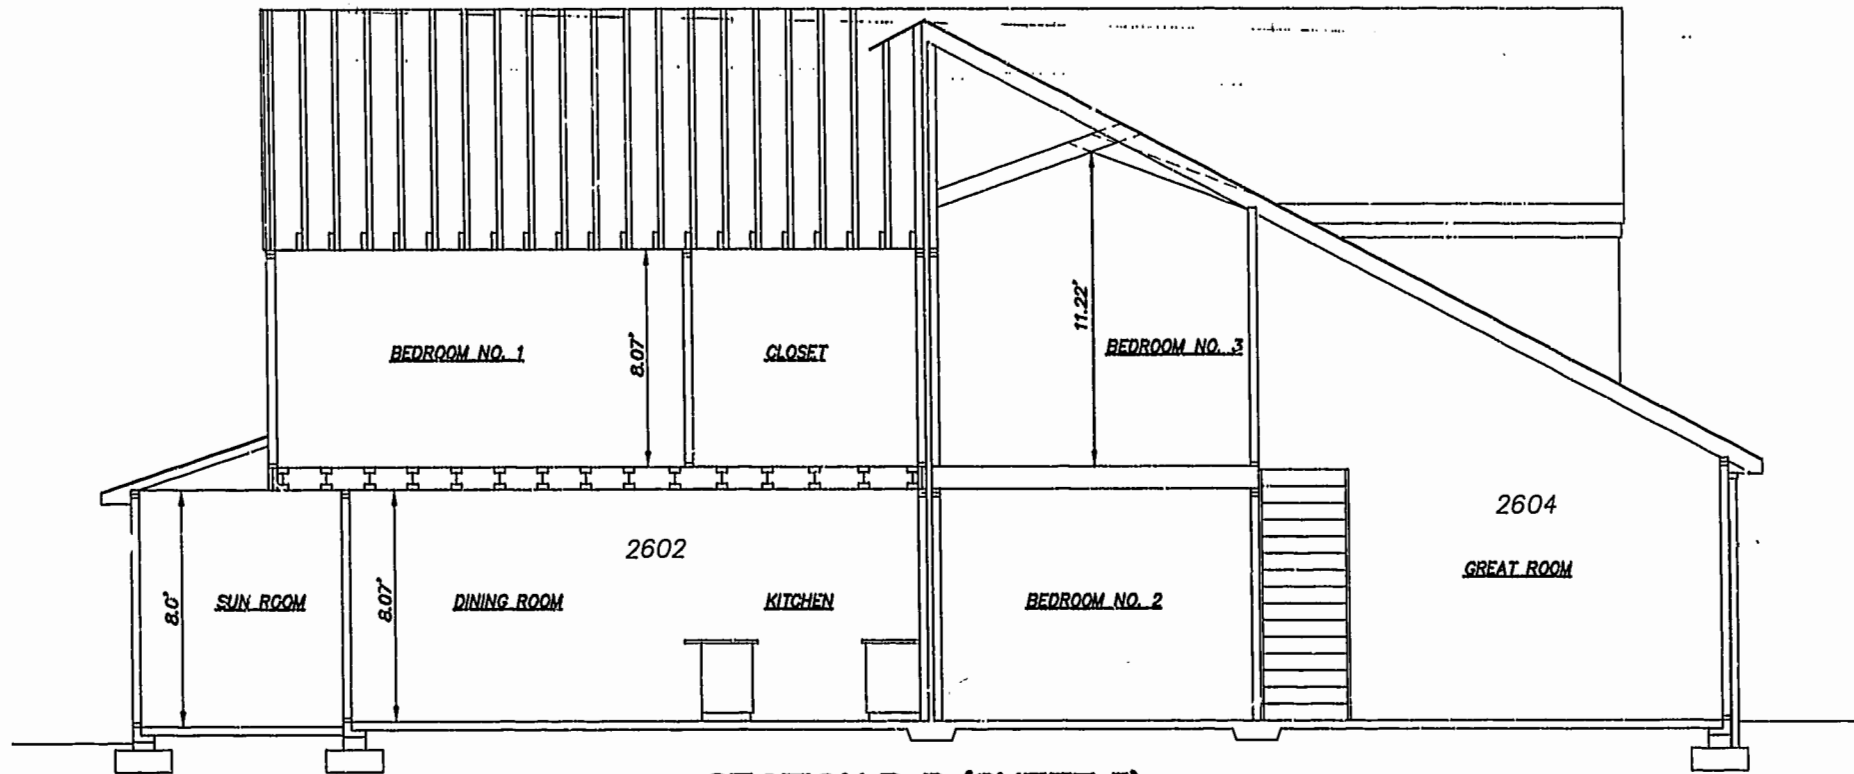 BEDROOM NO. 1
8.07'
CLOSET
11.22'
BEDROOM NO. 3
8.0'
SUN ROOM
8.07'
DINING ROOM
2602
KITCHEN
BEDROOM NO. 2
2604
GREAT ROOM